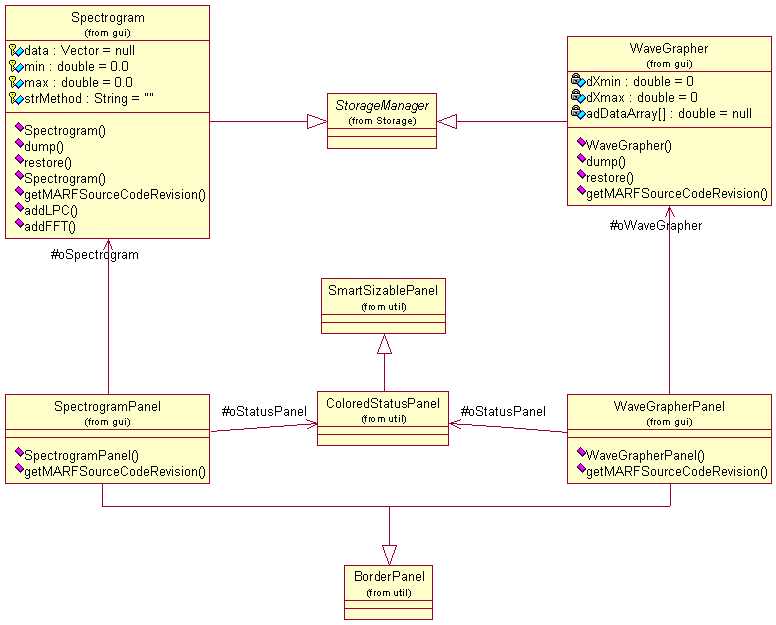 Spectrogram
(from gui)
data : Vector = null
min : double = 0.0
max : double = 0.0
strMethod : String = ""
Spectrogram()
dump()
restore()
Spectrogram()
getMARFSourceCodeRevision()
addLPC()
addFFT()
StorageManager
(from Storage)
WaveGrapher
(from gui)
dXmin : double = 0
dXmax : double = 0
adDataArray[] : double = null
WaveGrapher()
dump()
restore()
getMARFSourceCodeRevision()
#oSpectrogram
#oWaveGrapher
SmartSizablePanel
(from util)
SpectrogramPanel
(from gui)
SpectrogramPanel()
getMARFSourceCodeRevision()
#oStatusPanel
ColoredStatusPanel
(from util)
#oStatusPanel
WaveGrapherPanel
(from gui)
WaveGrapherPanel()
getMARFSourceCodeRevision()
BorderPanel
(from util)